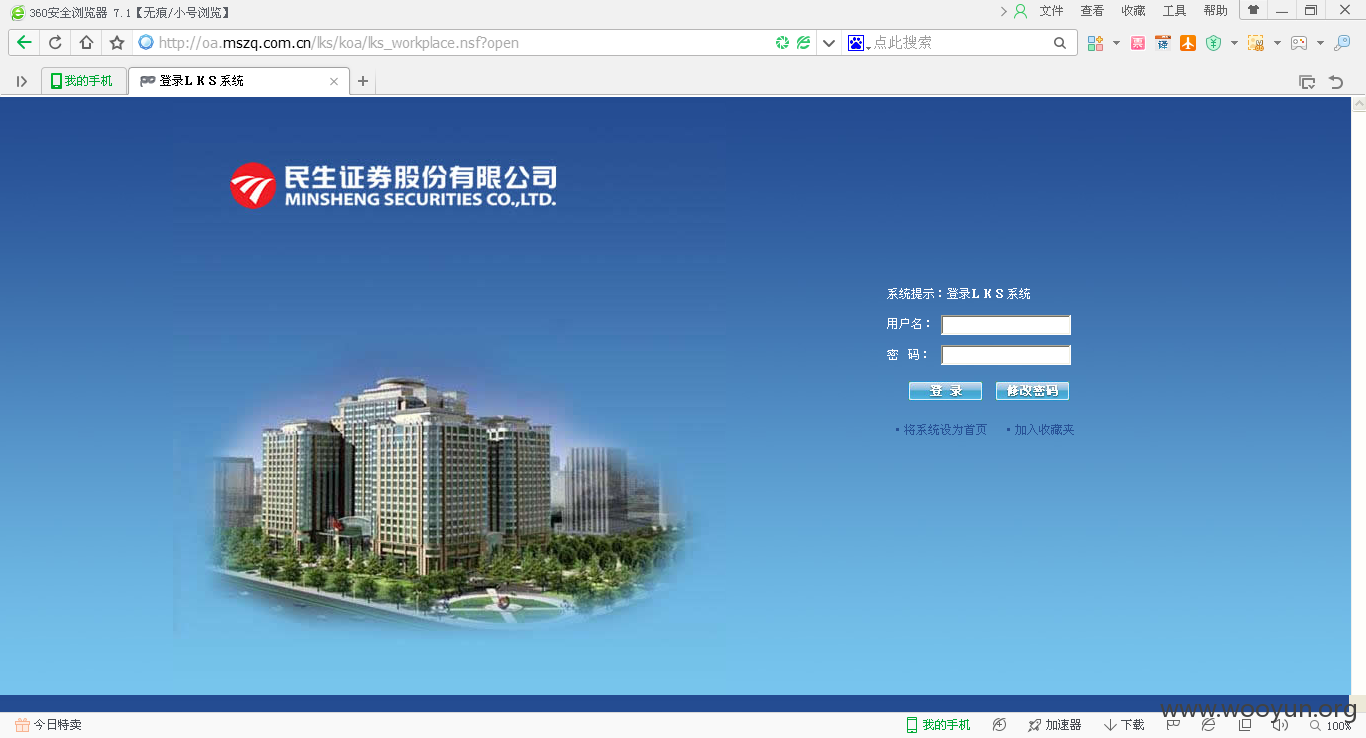 360安全浏览器 7.1【无痕/小号浏览】
文件 查看 收藏 工具 帮助
http://oa.mszq.com.cn/lks/koa/lks_workplace.nsf?open
点此搜索
我的手机
登录LKS系统
民生证券股份有限公司
MINSHENG SECURITIES CO.,LTD.
系统提示：登录LKS系统
用户名：
密 码：
登 录 修改密码
·将系统设为首页 ·加入收藏夹
今日特卖
我的手机 加速器 下载 100%
www.wooyun.org